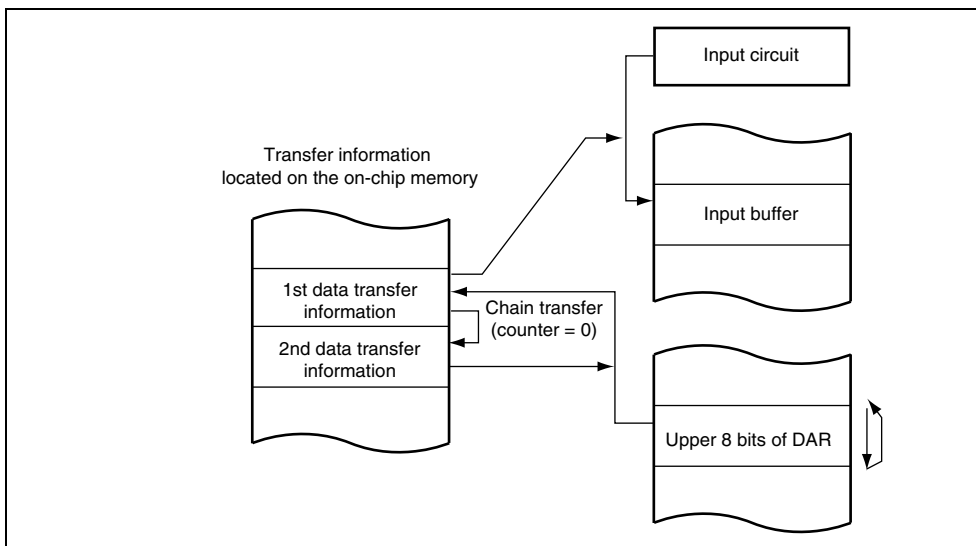 Input circuit
Transfer information
located on the on-chip memory
Input buffer
1st data transfer
information
Chain transfer
(counter = 0)
2nd data transfer
information
Upper 8 bits of DAR